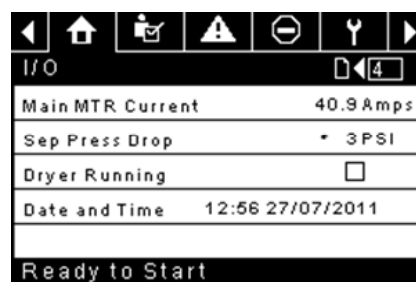 I/O 4
Main MTR Current 40.9 Amps
Sep Press Drop * 3 PSI
Dryer Running
Date and Time 12:56 27/07/2011
Ready to Start